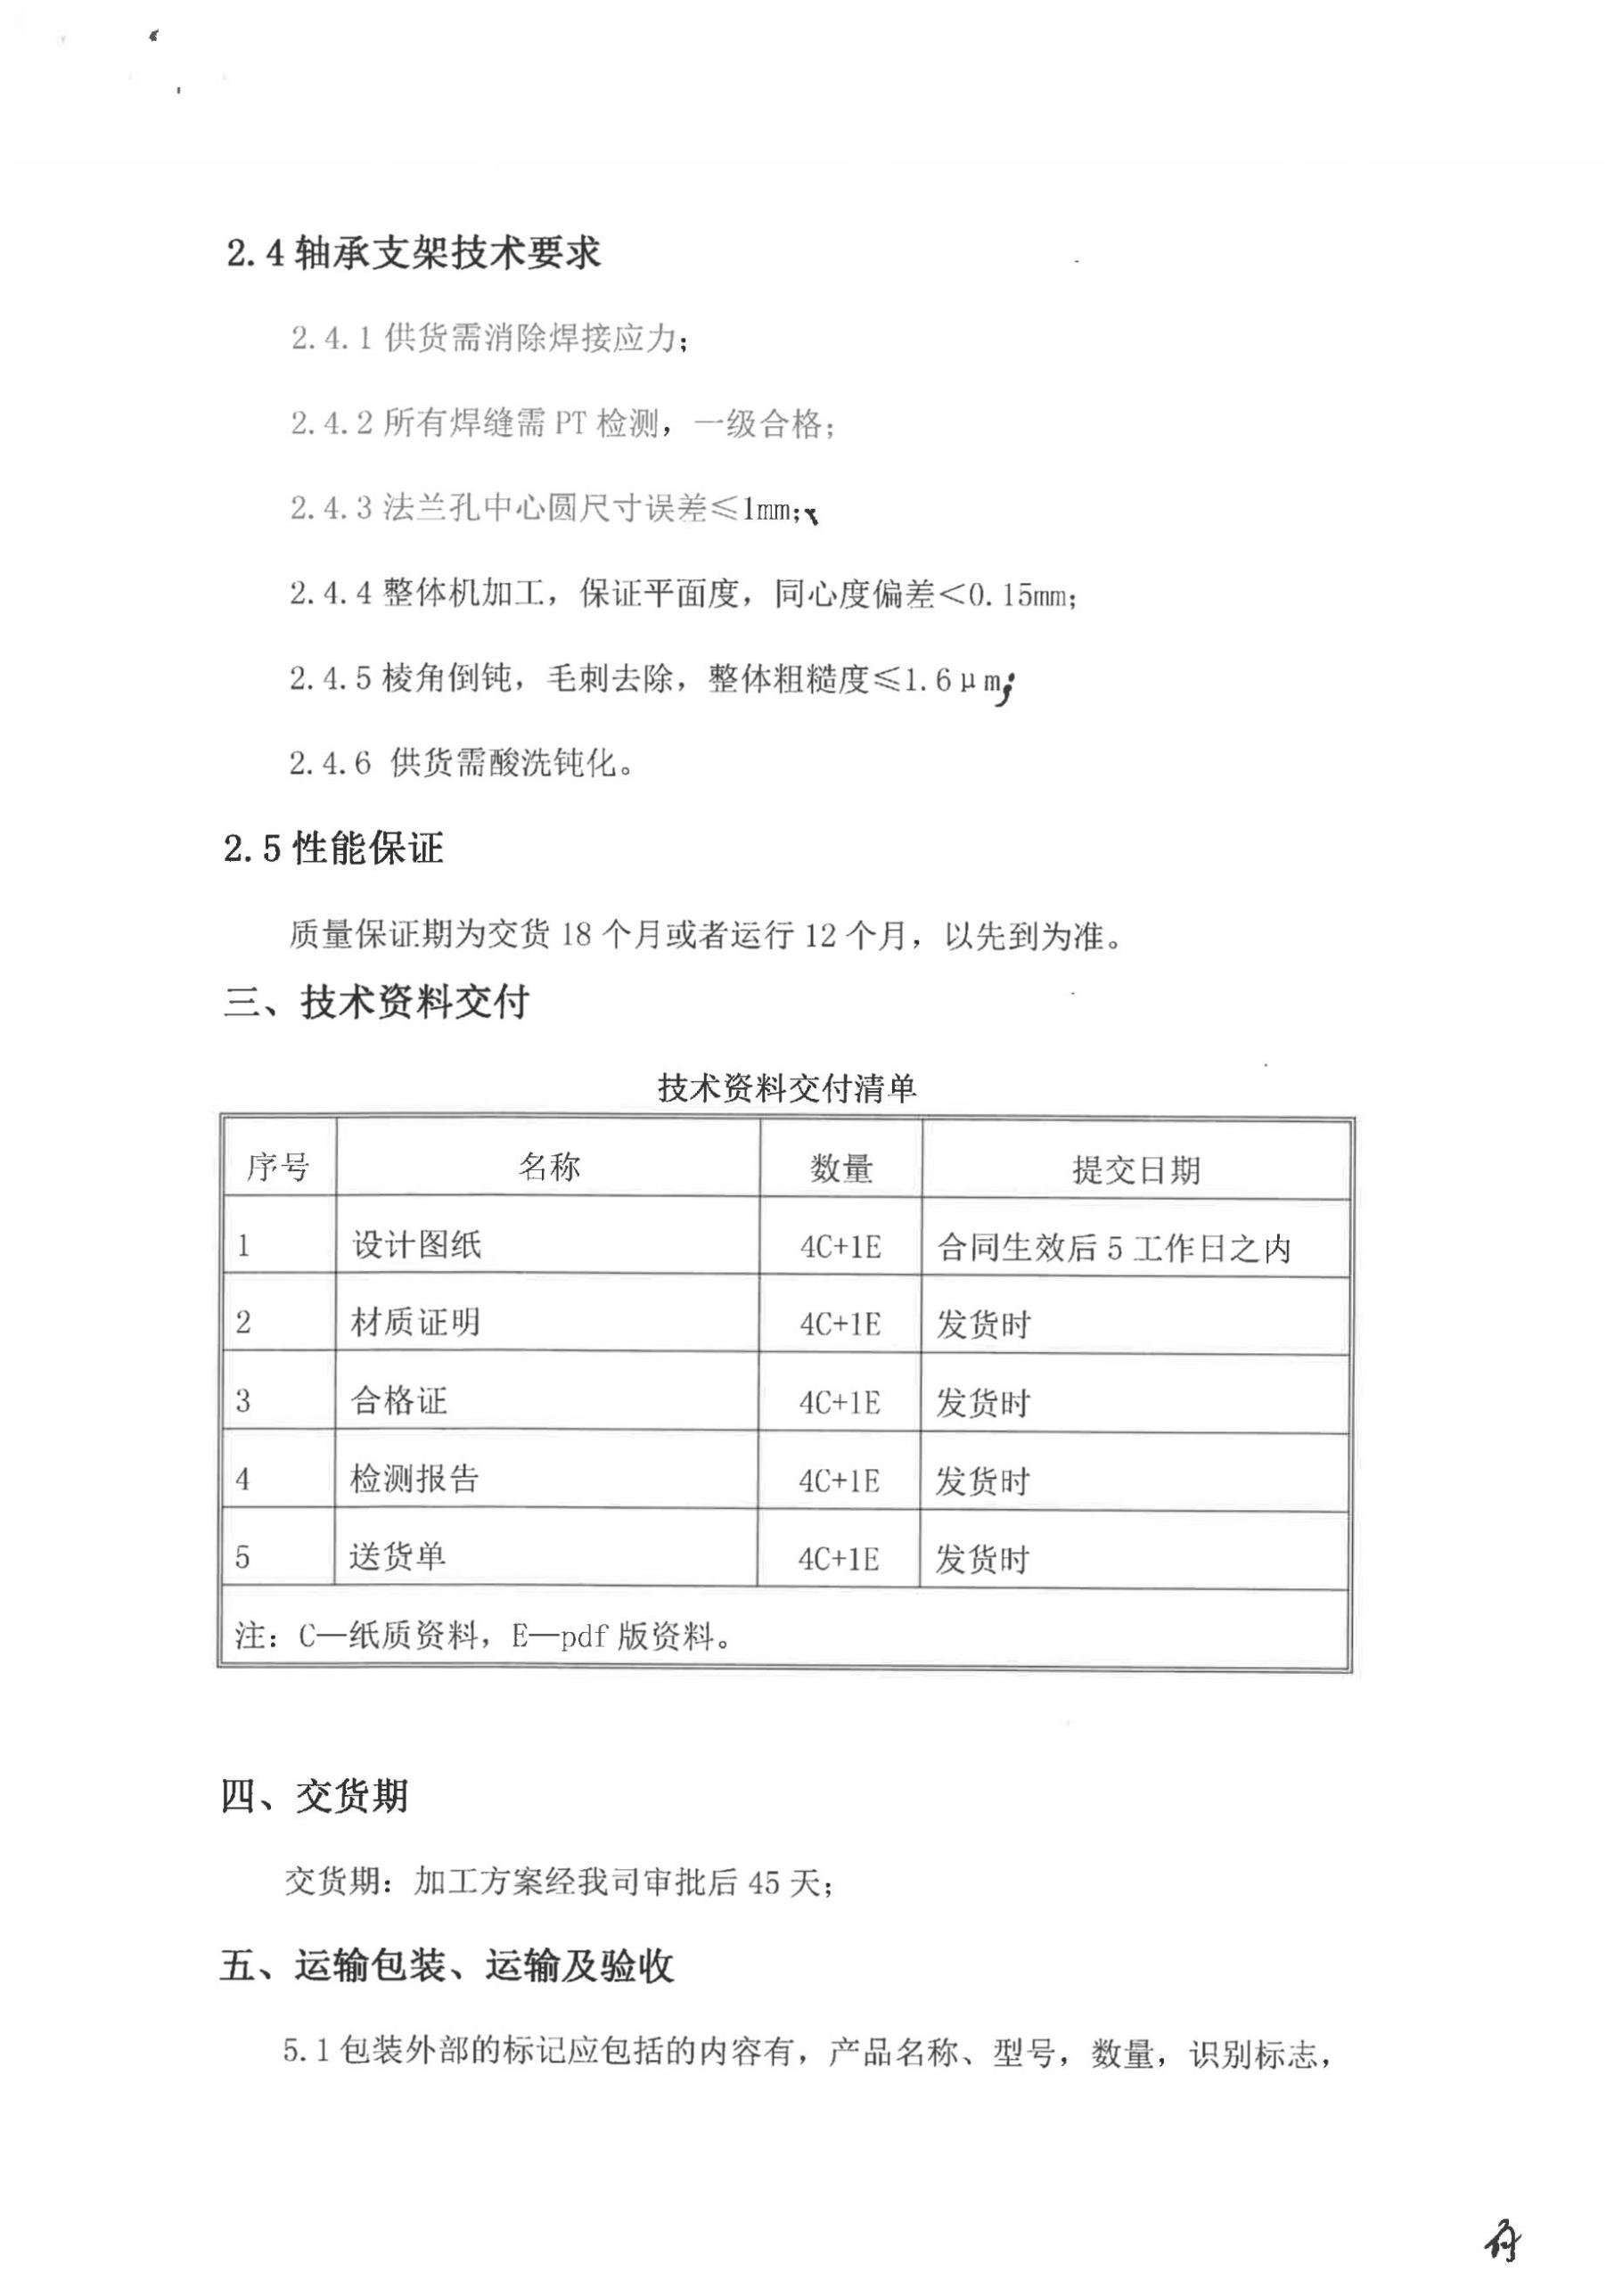 2.4轴承支架技术要求
2.4.1供货需消除焊接应力；
2.4.2所有焊缝需PT检测，一级合格；
2.4.3法兰孔中心圆尺寸误差≤1mm;
2.4.4整体机加工，保证平面度，同心度偏差＜0.15mm；
2.4.5棱角倒钝，毛刺去除，整体粗糙度≤1.6μm;
2.4.6 供货需酸洗钝化。
2.5性能保证
质量保证期为交货18个月或者运行12个月，以先到为准。
三、技术资料交付
技术资料交付清单
序号 名称 数量 提交日期
1 设计图纸 4C+1E 合同生效后5工作日之内
2 材质证明 4C+1E 发货时
3 合格证 4C+1E 发货时
4 检测报告 4C+1E 发货时
5 送货单 4C+1E 发货时
注：C—纸质资料，E—pdf版资料。
四、交货期
交货期：加工方案经我司审批后45天；
五、运输包装、运输及验收
5.1包装外部的标记应包括的内容有，产品名称、型号，数量，识别标志，